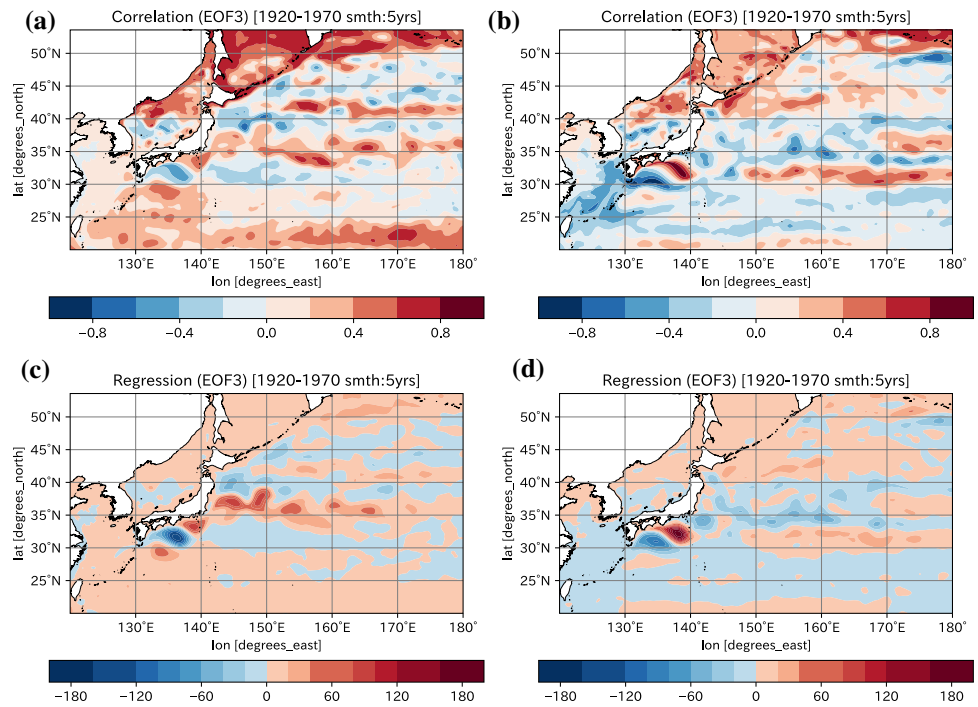 (a)
Correlation (EOF3) [1920-1970 smth:5yrs]
50°N
45°N
40°N
35°N
30°N
25°N
lat [degrees_north]
130°E 140°E 150°E 160°E 170°E 180°
lon [degrees_east]
−0.8 −0.4 0.0 0.4 0.8
(b)
Correlation (EOF3) [1920-1970 smth:5yrs]
50°N
45°N
40°N
35°N
30°N
25°N
lat [degrees_north]
130°E 140°E 150°E 160°E 170°E 180°
lon [degrees_east]
−0.8 −0.4 0.0 0.4 0.8
(c)
Regression (EOF3) [1920-1970 smth:5yrs]
50°N
45°N
40°N
35°N
30°N
25°N
lat [degrees_north]
130°E 140°E 150°E 160°E 170°E 180°
lon [degrees_east]
−180 −120 −60 0 60 120 180
(d)
Regression (EOF3) [1920-1970 smth:5yrs]
50°N
45°N
40°N
35°N
30°N
25°N
lat [degrees_north]
130°E 140°E 150°E 160°E 170°E 180°
lon [degrees_east]
−180 −120 −60 0 60 120 180